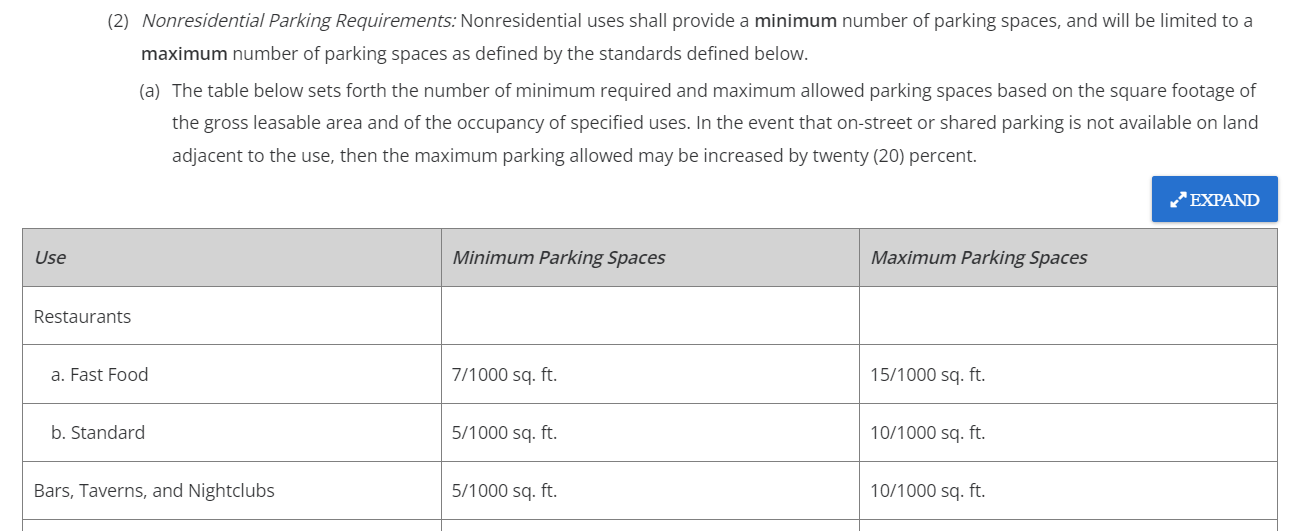 (2) Nonresidential Parking Requirements: Nonresidential uses shall provide a minimum number of parking spaces, and will be limited to a
maximum number of parking spaces as defined by the standards defined below.
(a) The table below sets forth the number of minimum required and maximum allowed parking spaces based on the square footage of
the gross leasable area and of the occupancy of specified uses. In the event that on-street or shared parking is not available on land
adjacent to the use, then the maximum parking allowed may be increased by twenty (20) percent.
EXPAND
Use Minimum Parking Spaces Maximum Parking Spaces
Restaurants
a. Fast Food 7/1000 sq. ft. 15/1000 sq. ft.
b. Standard 5/1000 sq. ft. 10/1000 sq. ft.
Bars, Taverns, and Nightclubs 5/1000 sq. ft. 10/1000 sq. ft.